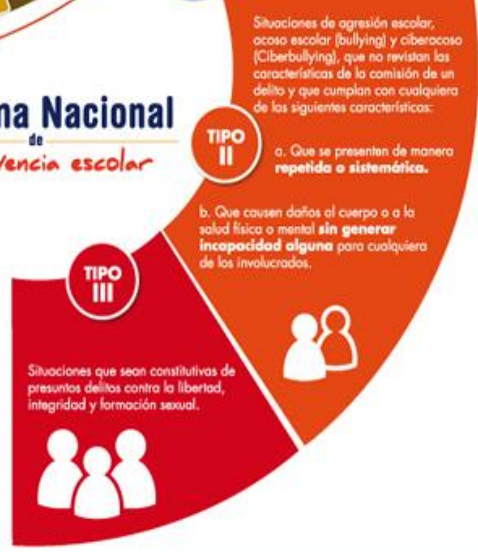 Situaciones de agresión escolar,
acoso escolar (bullying) y ciberacoso
(Ciberbullying), que no revistan las
características de la comisión de un
delito y que cumplan con cualquiera
de las siguientes características:
Nacional
de
escolar
TIPO
II
a. Que se presenten de manera
repetida o sistemática.
b. Que causen daños al cuerpo o a la
salud física o mental sin generar
incapacidad alguna para cualquiera
de los involucrados.
TIPO
III
Situaciones que sean constitutivas de
presuntos delitos contra la libertad,
integridad y formación sexual.